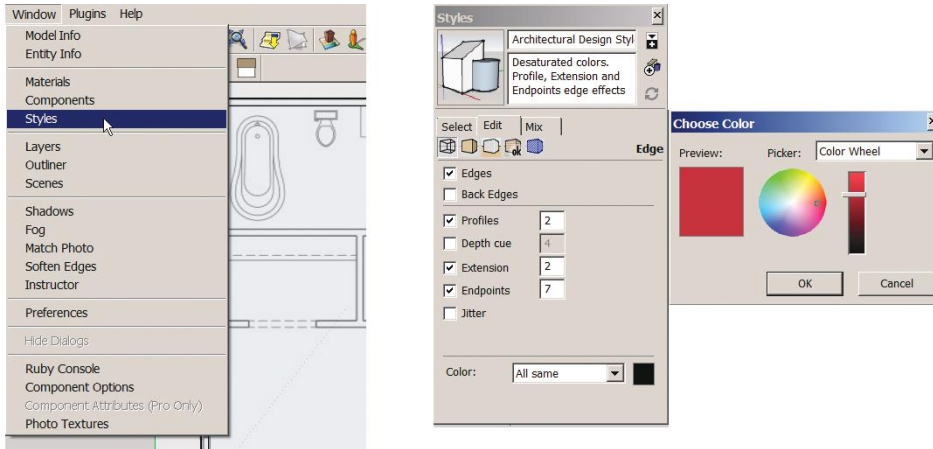 Window Plugins Help
Model Info
Entity Info
Materials
Components
Styles
Layers
Outliner
Scenes
Shadows
Fog
Match Photo
Soften Edges
Instructor
Preferences
Hide Dialogs
Ruby Console
Component Options
Component Attributes (Pro Only)
Photo Textures
Styles
Architectural Design Styl
Desaturated colors.
Profile, Extension and
Endpoints edge effects
Select Edit Mix
ok
Edge
Edges
Back Edges
Profiles 2
Depth cue 4
Extension 2
Endpoints 7
Jitter
Color: All same
Choose Color
Preview: Picker: Color Wheel
OK Cancel